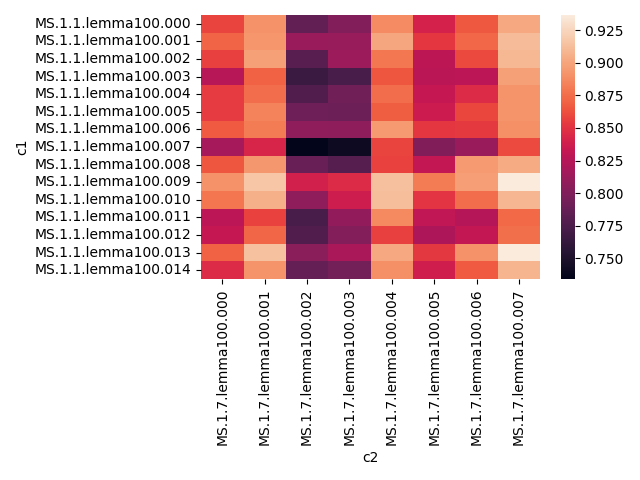 c1
MS.1.1.lemma100.000
MS.1.1.lemma100.001
MS.1.1.lemma100.002
MS.1.1.lemma100.003
MS.1.1.lemma100.004
MS.1.1.lemma100.005
MS.1.1.lemma100.006
MS.1.1.lemma100.007
MS.1.1.lemma100.008
MS.1.1.lemma100.009
MS.1.1.lemma100.010
MS.1.1.lemma100.011
MS.1.1.lemma100.012
MS.1.1.lemma100.013
MS.1.1.lemma100.014
MS.1.7.lemma100.000
MS.1.7.lemma100.001
MS.1.7.lemma100.002
MS.1.7.lemma100.003
MS.1.7.lemma100.004
MS.1.7.lemma100.005
MS.1.7.lemma100.006
MS.1.7.lemma100.007
c2
0.925
0.900
0.875
0.850
0.825
0.800
0.775
0.750